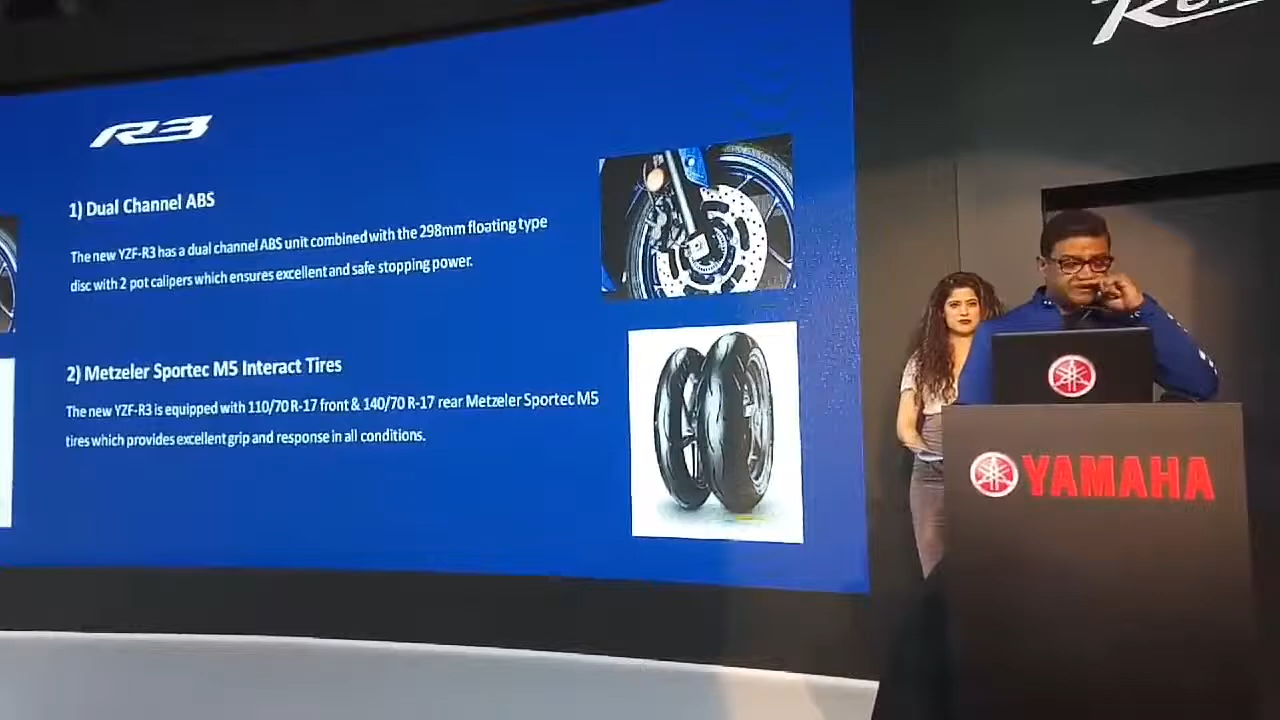 R3
1) Dual Channel ABS
The new YZF-R3 has a dual channel ABS unit combined with the 298mm floating type
disc with 2 pot calipers which ensures excellent and safe stopping power.
2) Metzeler Sportec M5 Interact Tires
The new YZF-R3 is equipped with 110/70 R-17 front & 140/70 R-17 rear Metzeler Sportec M5
tires which provides excellent grip and response in all conditions.
YAMAHA